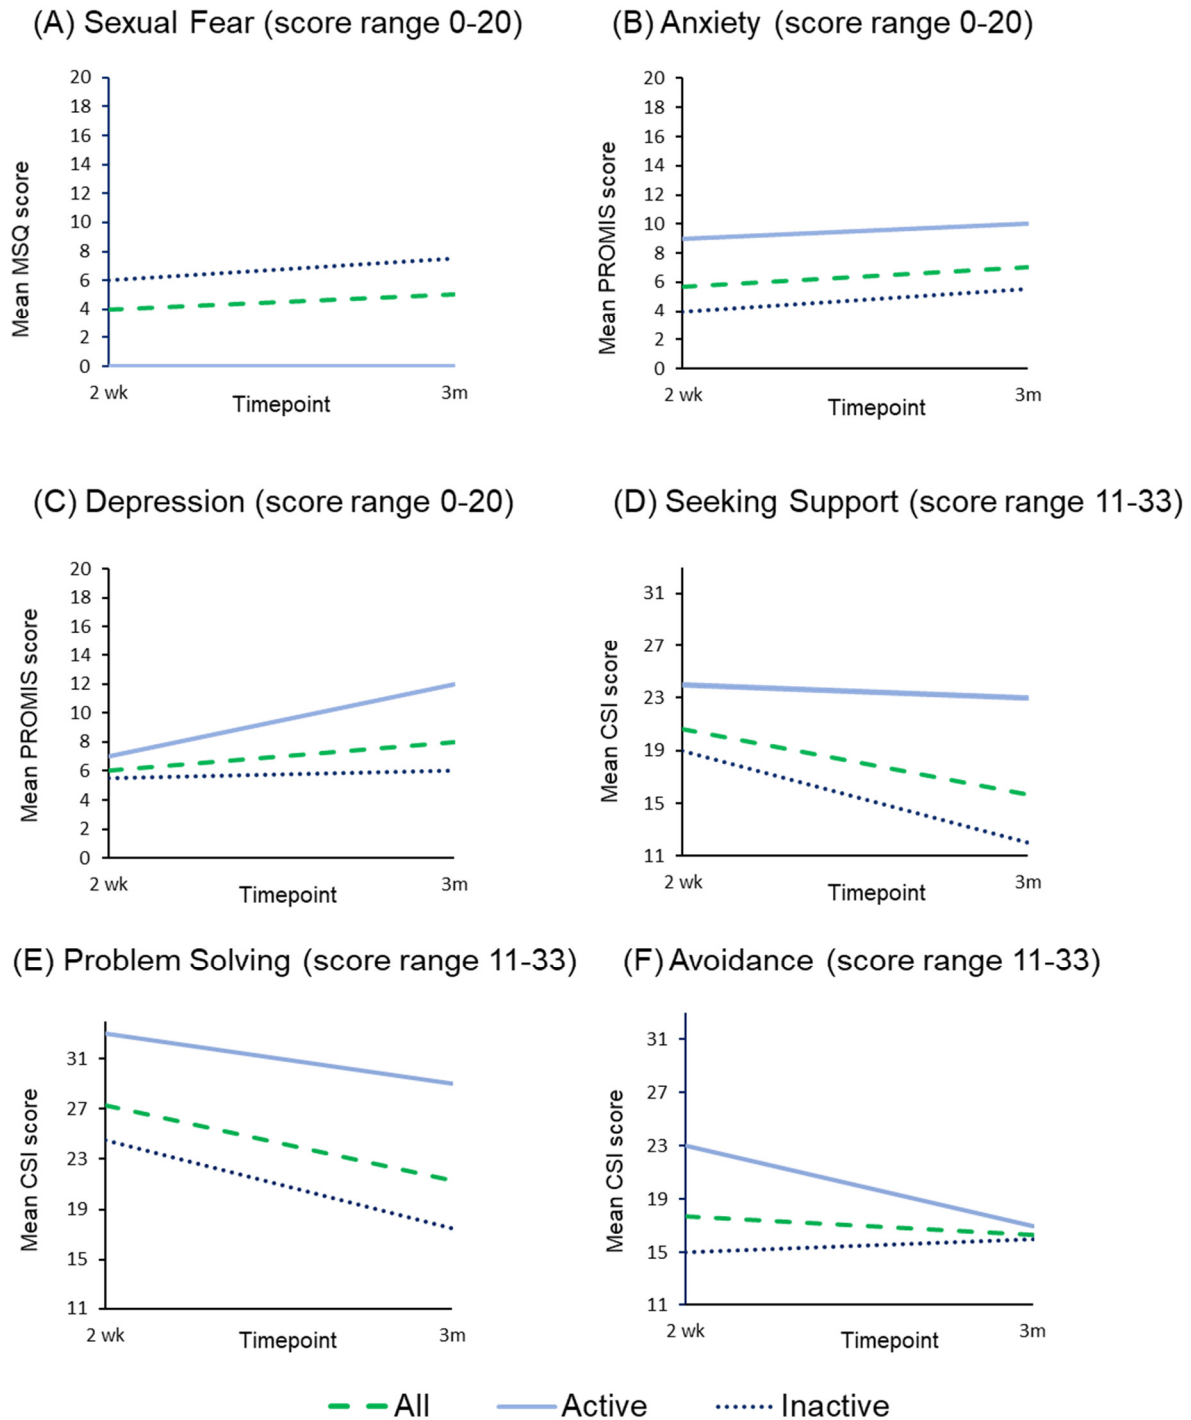 (A) Sexual Fear (score range 0-20)
20
18
16
14
12
10
8
6
4
2
0
Mean MSQ score
2 wk
Timepoint
3m
(B) Anxiety (score range 0-20)
20
18
16
14
12
10
8
6
4
2
0
Mean PROMIS score
2 wk
Timepoint
3m
(C) Depression (score range 0-20)
20
18
16
14
12
10
8
6
4
2
0
Mean PROMIS score
2 wk
Timepoint
3m
(D) Seeking Support (score range 11-33)
31
27
23
19
15
11
Mean CSI score
2 wk
Timepoint
3m
(E) Problem Solving (score range 11-33)
31
27
23
19
15
11
Mean CSI score
2 wk
Timepoint
3m
(F) Avoidance (score range 11-33)
31
27
23
19
15
11
Mean CSI score
2 wk
Timepoint
3m
All
Active
Inactive